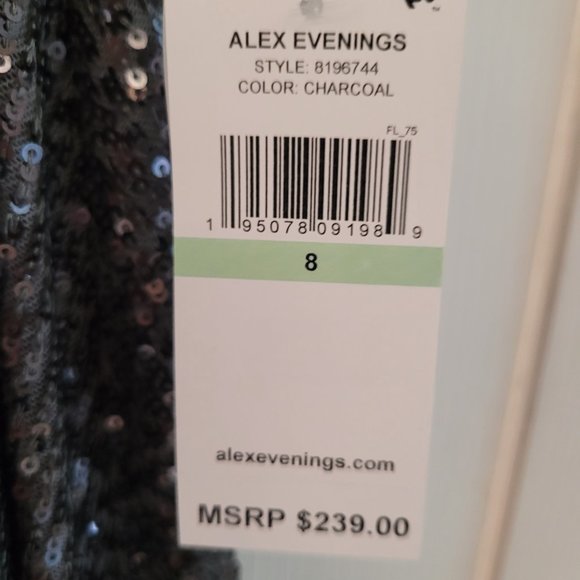 ALEX EVENINGS
STYLE: 8196744
COLOR: CHARCOAL
FL_75
1 95078 09198 9
8
alexevenings.com
MSRP $239.00